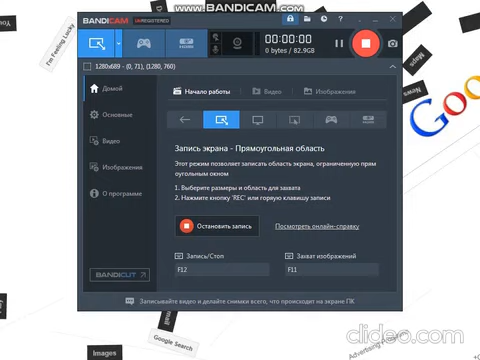 www.BANDICAM.com
BANDICAM UNREGISTERED
00:00:00
0 bytes / 82.9GB
1280x689 - (0, 71), (1280, 760)
Домой
Основные
Видео
Изображения
О программе
BANDICUT
Начало работы
Видео
Изображения
Запись экрана - Прямоугольная область
Этот режим позволяет записать область экрана, ограниченную прям
оугольным окном
1. Выберите размеры и область для захвата
2. Нажмите кнопку 'REC' или горячую клавишу записи
Остановить запись
Посмотреть онлайн-справку
Запись/Стоп
Захват изображений
F12
F11
Записывайте видео и делайте снимки всего, что происходит на экране ПК
I'm Feeling Lucky
Maps
News
Goo
Google Search
Images
Advertising
clideo.com